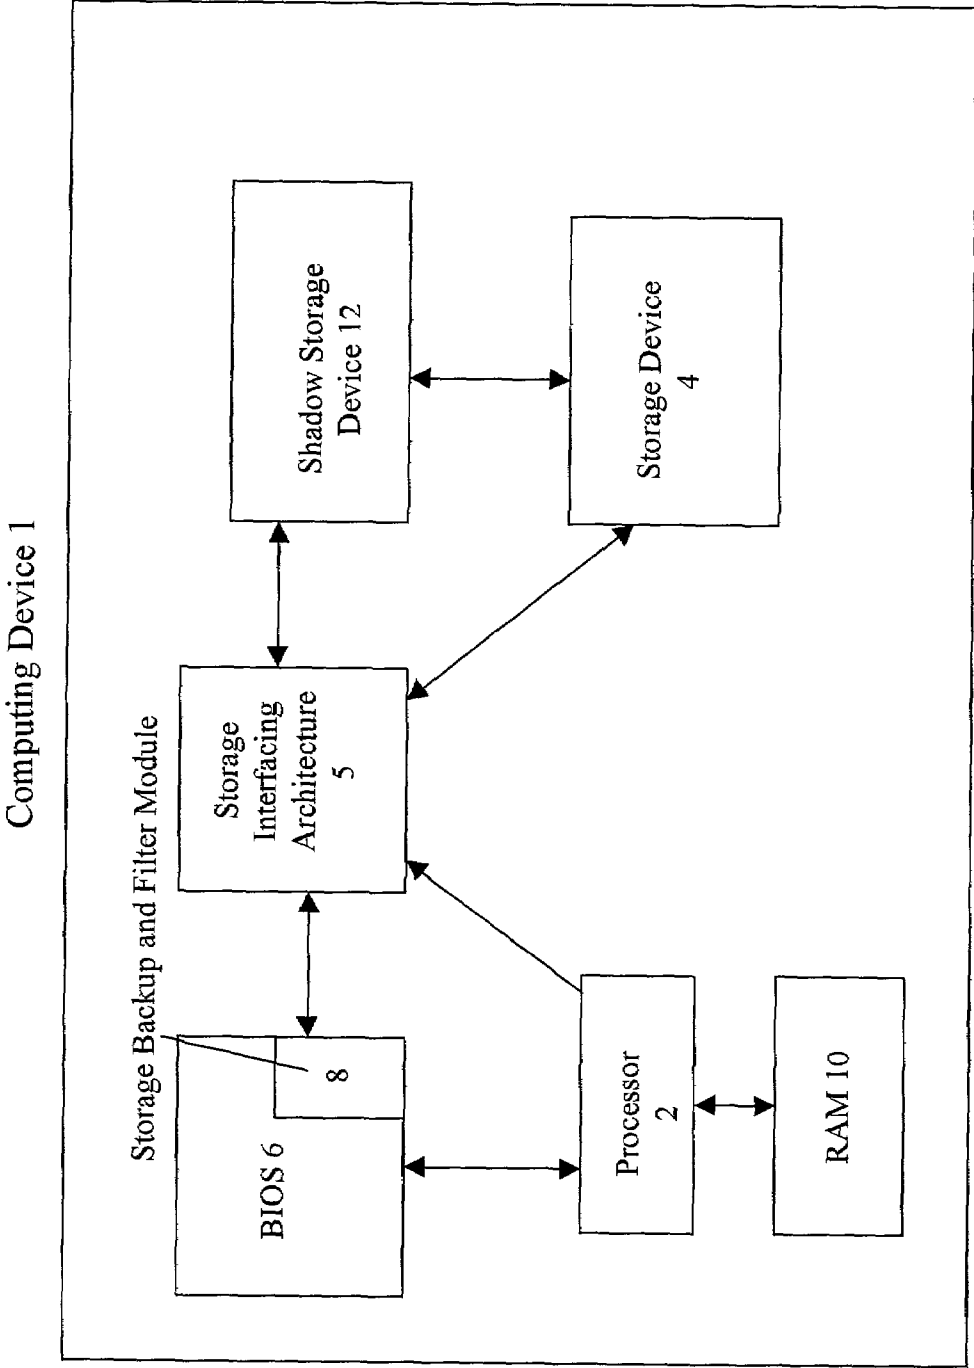 Computing Device 1
Storage Backup and Filter Module
BIOS 6
8
Storage
Interfacing
Architecture
5
Shadow Storage
Device 12
Processor
2
Storage Device
4
RAM 10